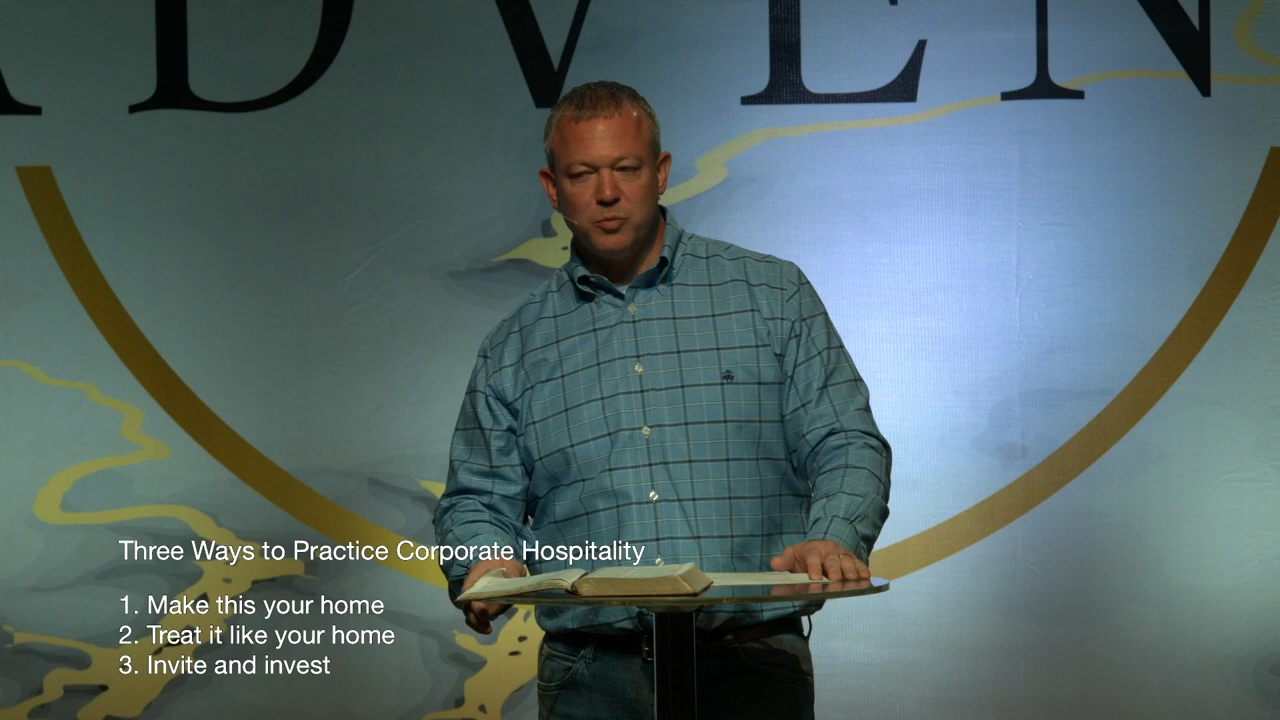 ADVEN
Three Ways to Practice Corporate Hospitality
1. Make this your home
2. Treat it like your home
3. Invite and invest